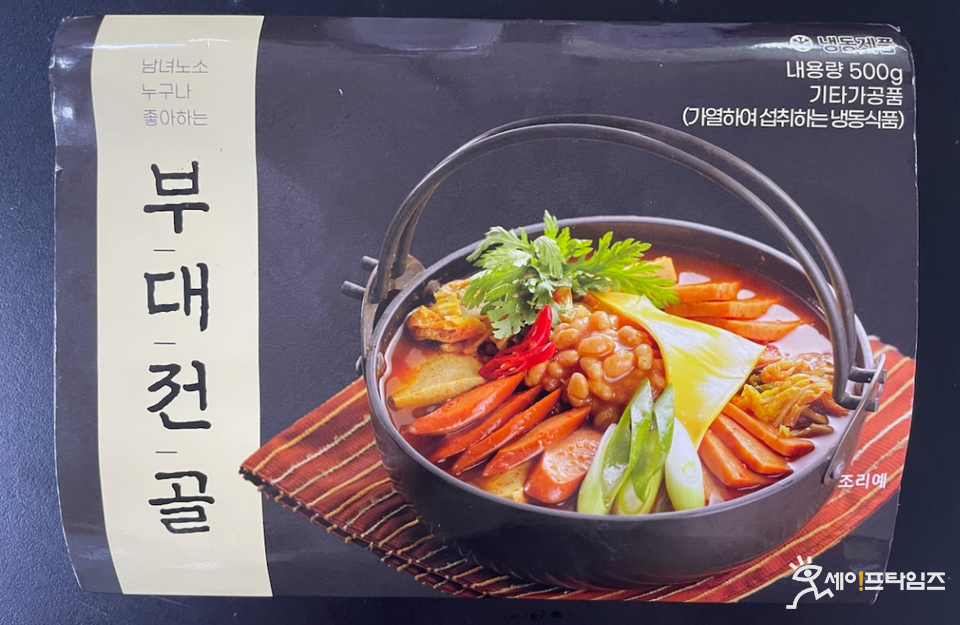 남녀노소
누구나
좋아하는
부대전골
냉동제품
내용량 500g
기타가공품
(가열하여 섭취하는 냉동식품)
조리예
세이!프타임즈